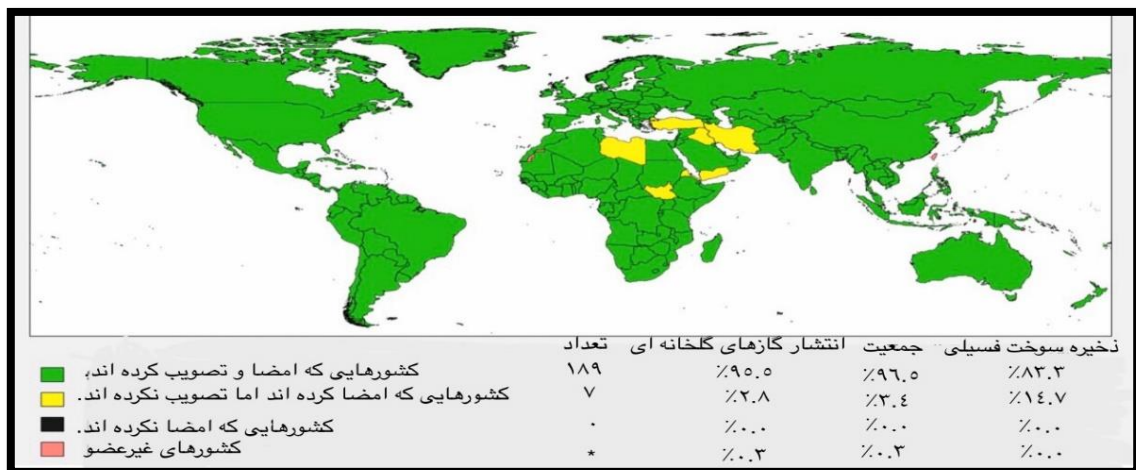 تعداد انتشار گازهای گلخانه ای جمعیت ذخیره سوخت فسیلی
کشورهایی که امضا و تصویب کرده اند. ۱۸۹ ٪۹۵.۵ ٪۹۶.۵ ٪۸۳.۳
کشورهایی که امضا کرده اند اما تصویب نکرده اند. ۷ ٪۲.۸ ٪۳.٤ ٪۱٤.۷
کشورهایی که امضا نکرده اند. ۰ ٪۰.۰ ٪۰.۰ ٪۰.۰
کشورهای غیرعضو * ٪۰.۳ ٪۰.۳ ٪۰.۰